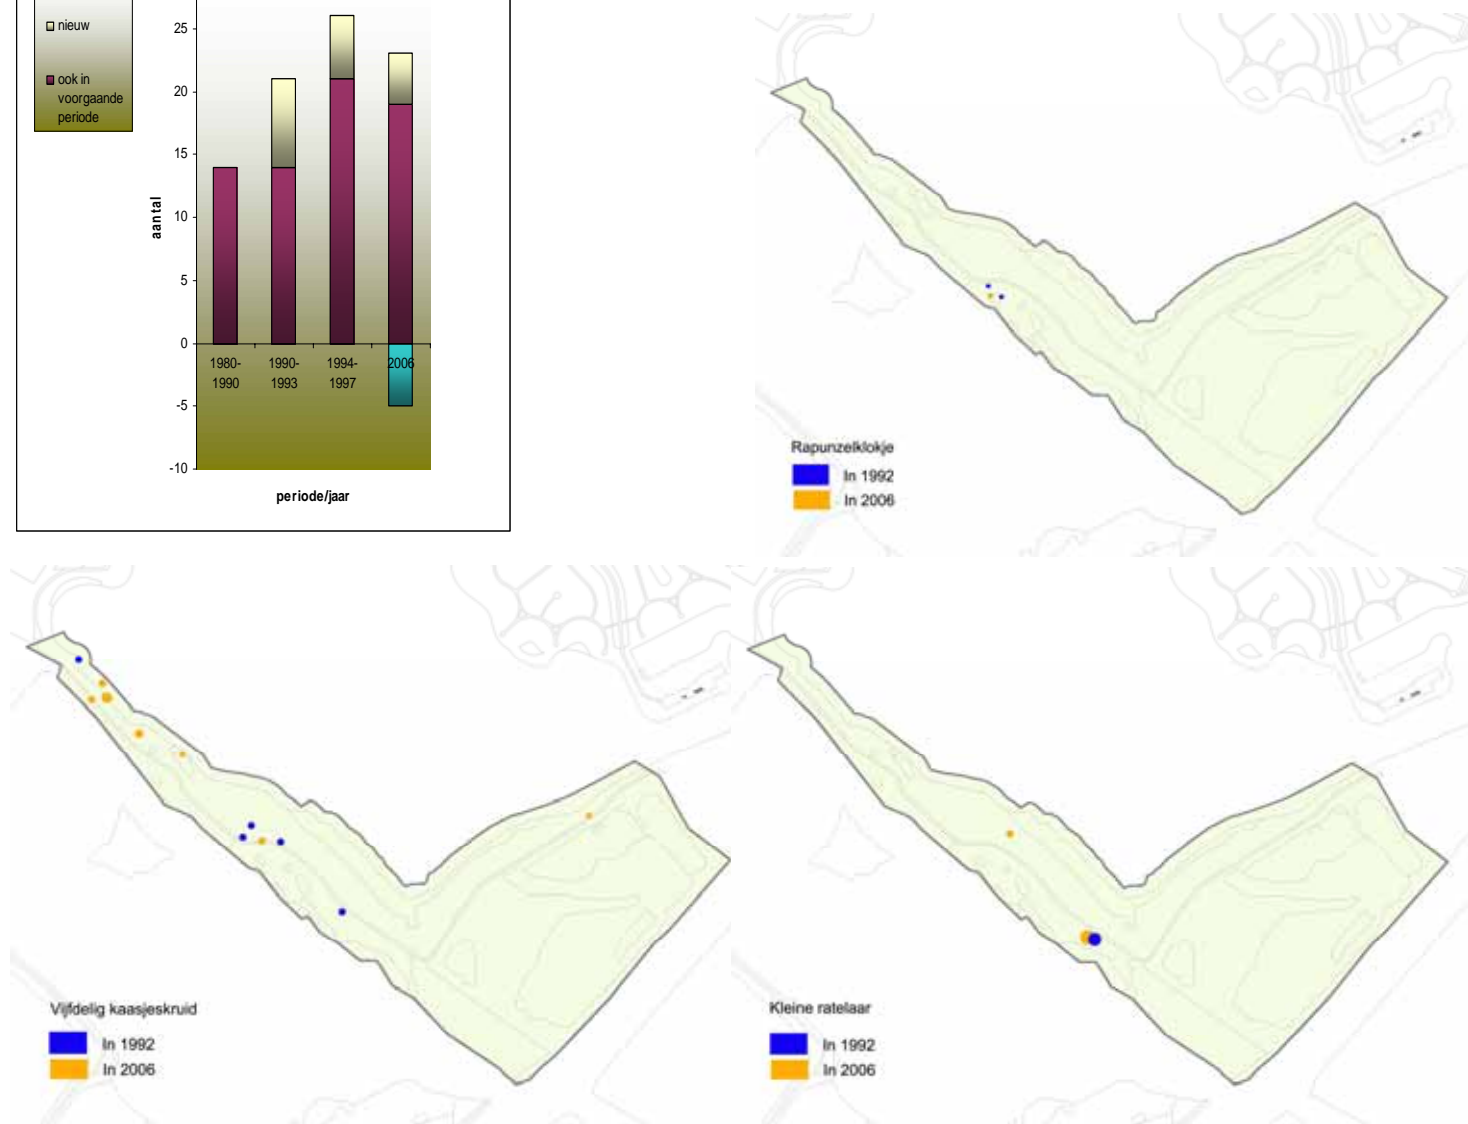 nieuw
ook in
voorgaande
periode
25
20
15
10
5
0
-5
-10
aantal
1980-
1990
1990-
1993
1994-
1997
2006
periode/jaar
Rapunzelklokje
In 1992
In 2006
Vijfdelig kaasjeskruid
In 1992
In 2006
Kleine ratelaar
In 1992
In 2006